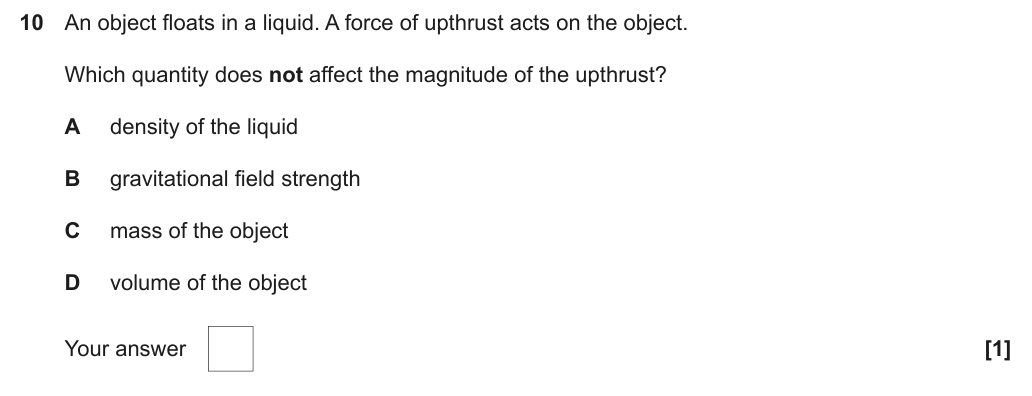 10 An object floats in a liquid. A force of upthrust acts on the object.
Which quantity does not affect the magnitude of the upthrust?
A density of the liquid
B gravitational field strength
C mass of the object
D volume of the object
Your answer [1]